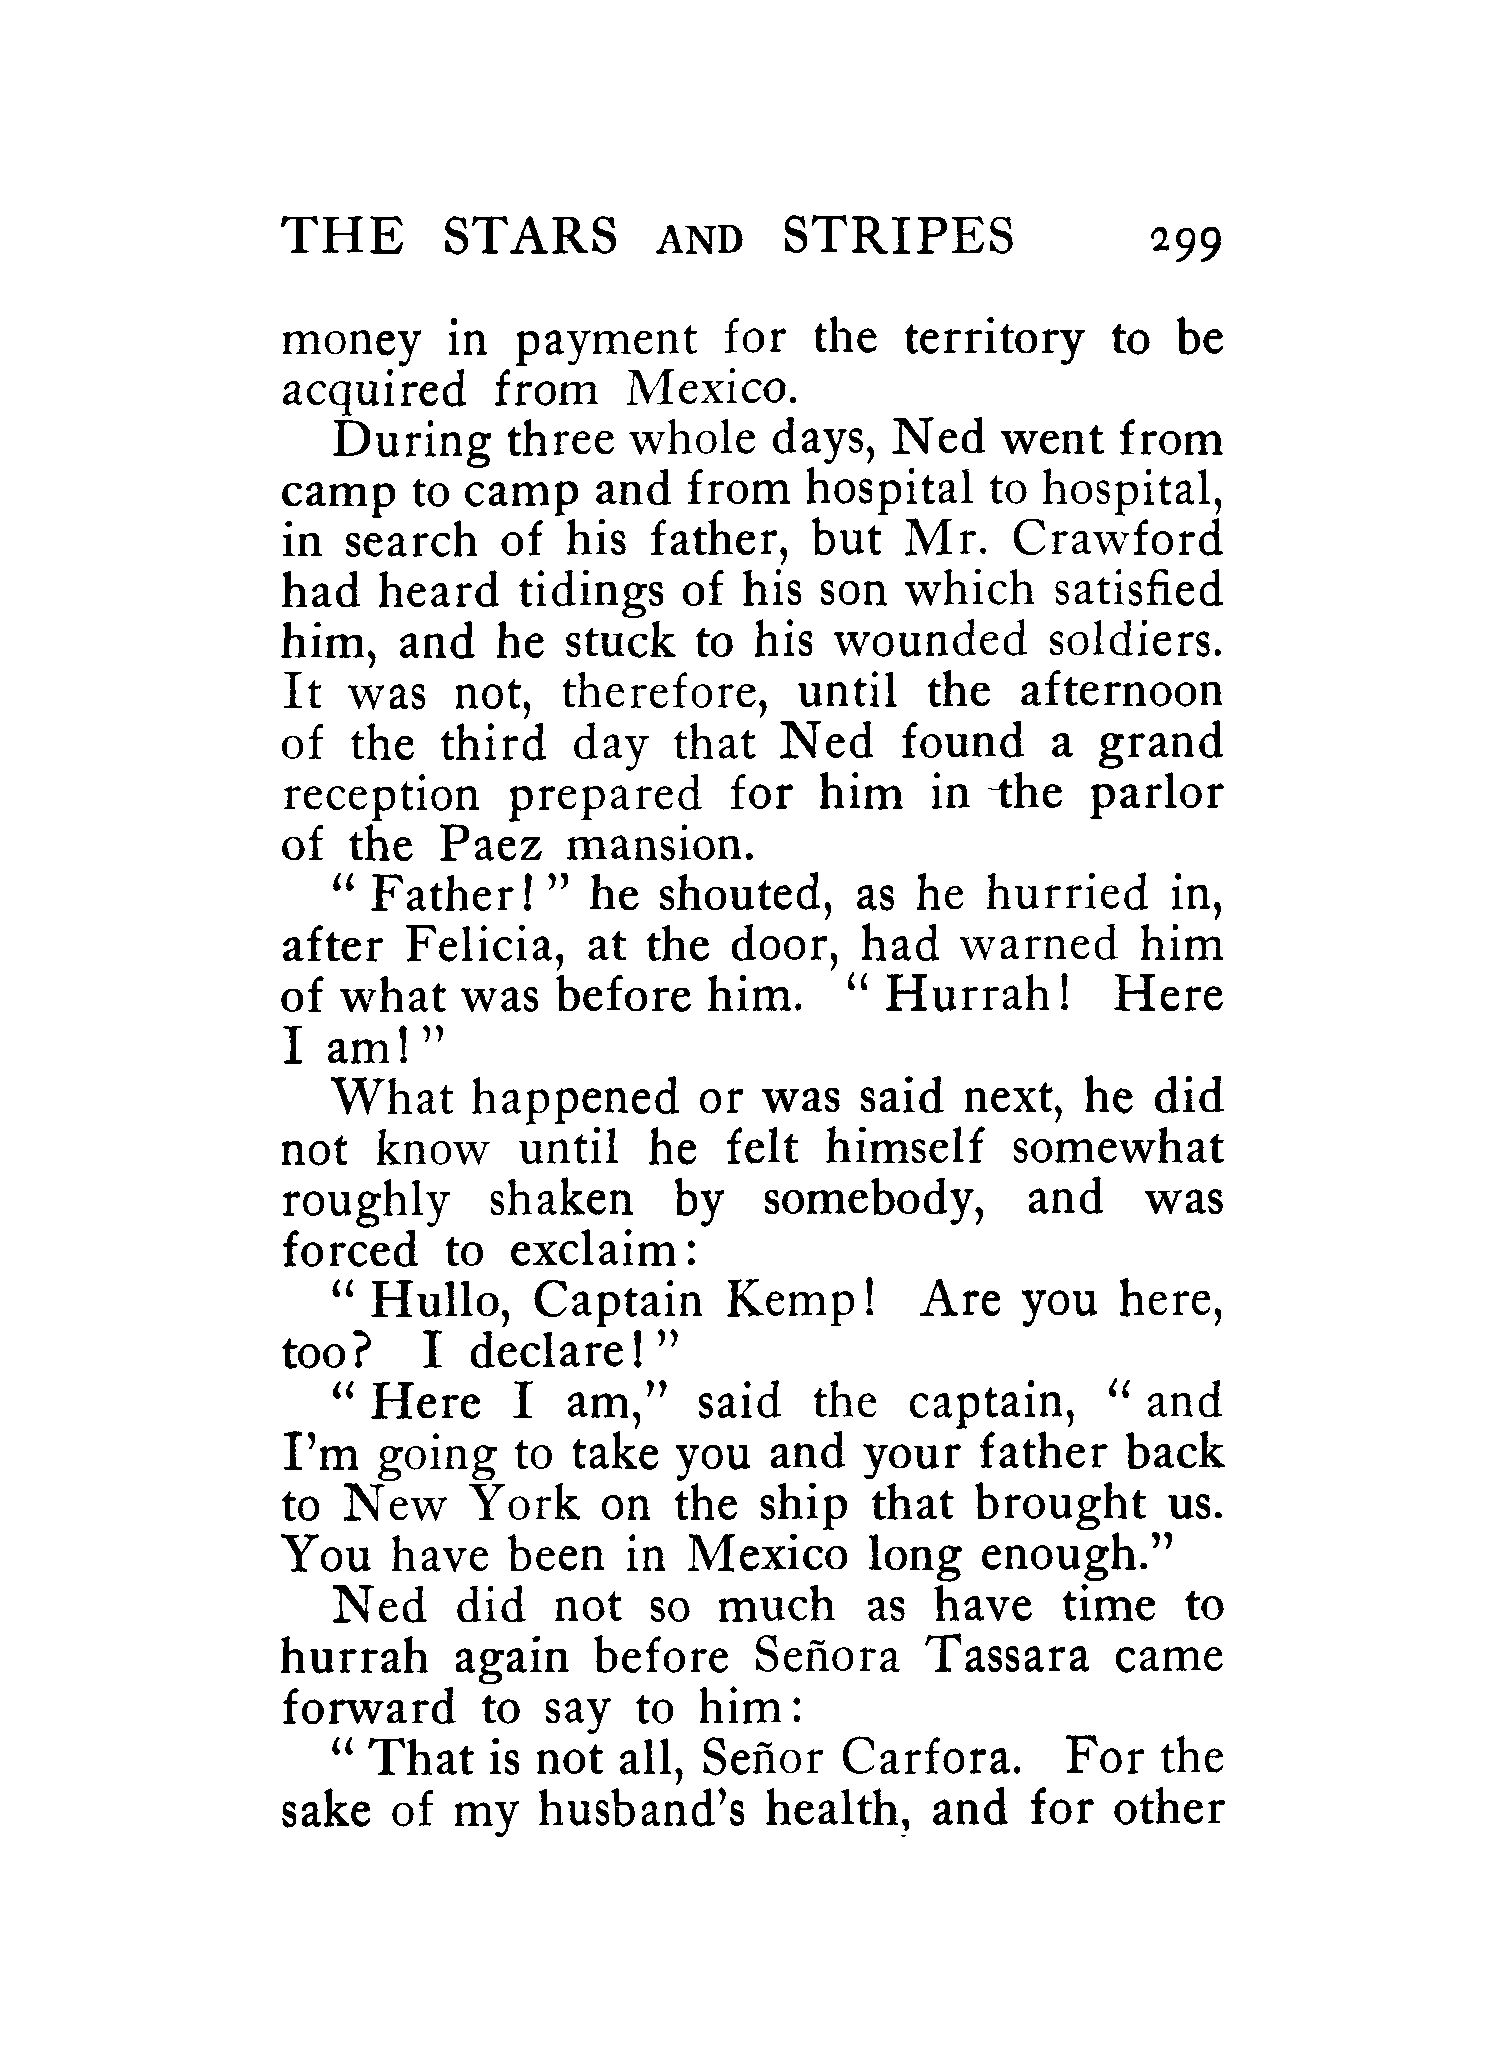 THE STARS AND STRIPES 299
money in payment for the territory to be
acquired from Mexico.
During three whole days, Ned went from
camp to camp and from hospital to hospital,
in search of his father, but Mr. Crawford
had heard tidings of his son which satisfied
him, and he stuck to his wounded soldiers.
It was not, therefore, until the afternoon
of the third day that Ned found a grand
reception prepared for him in the parlor
of the Paez mansion.
“ Father! ” he shouted, as he hurried in,
after Felicia, at the door, had warned him
of what was before him. “ Hurrah! Here
I am! ”
What happened or was said next, he did
not know until he felt himself somewhat
roughly shaken by somebody, and was
forced to exclaim:
“ Hullo, Captain Kemp! Are you here,
too? I declare! ”
“ Here I am,” said the captain, “ and
I’m going to take you and your father back
to New York on the ship that brought us.
You have been in Mexico long enough.”
Ned did not so much as have time to
hurrah again before Señora Tassara came
forward to say to him:
“ That is not all, Señor Carfora. For the
sake of my husband’s health, and for other